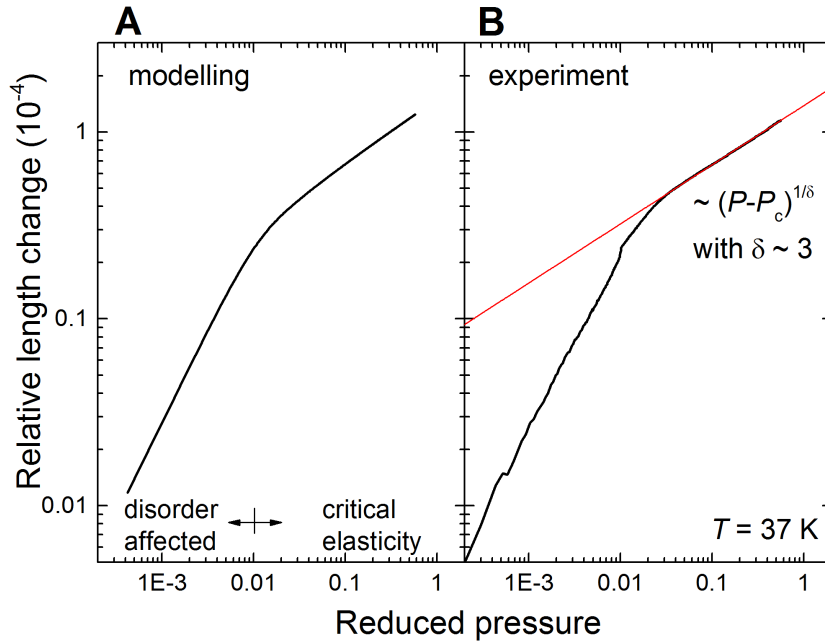 A
B
modelling
experiment
Relative length change (10⁻⁴)
1
0.1
0.01
~ (P-Pc)^1/δ
with δ ~ 3
disorder
affected
critical
elasticity
T = 37 K
1E-3
0.01
0.1
1
1E-3
0.01
0.1
1
Reduced pressure